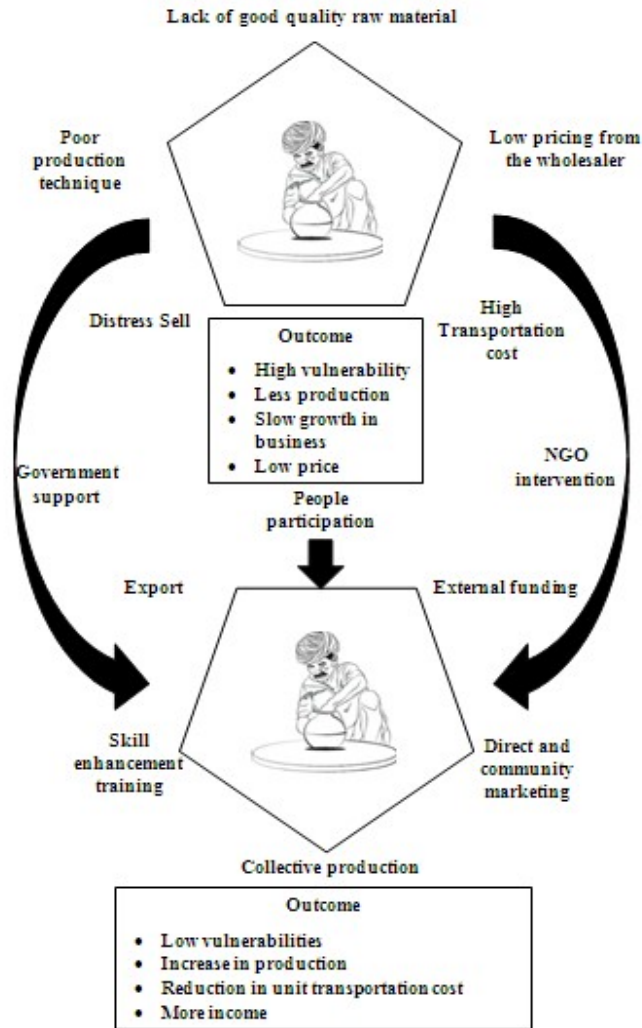 Lack of good quality raw material
Poor
production
technique
Low pricing from
the wholesaler
Distress Sell
High
Transportation
cost
Outcome
• High vulnerability
• Less production
• Slow growth in
business
• Low price
Government
support
NGO
intervention
People
participation
Export
External funding
Skill
enhancement
training
Direct and
community
marketing
Collective production
Outcome
• Low vulnerabilities
• Increase in production
• Reduction in unit transportation cost
• More income